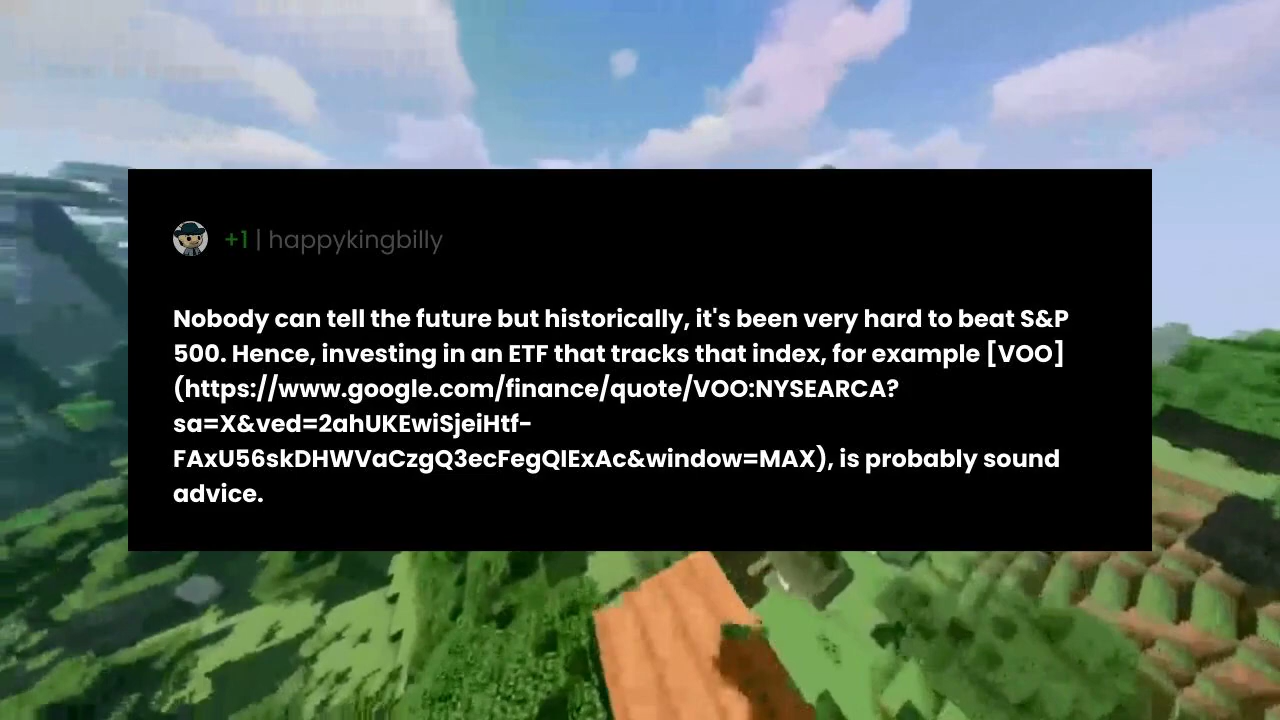 +1 | happykingbilly
Nobody can tell the future but historically, it's been very hard to beat S&P
500. Hence, investing in an ETF that tracks that index, for example [VOO]
(https://www.google.com/finance/quote/VOO:NYSEARCA?
sa=X&ved=2ahUKEwiSjeiHtf-
FAxU56skDHWVaCzgQ3ecFegQIExAc&window=MAX), is probably sound
advice.